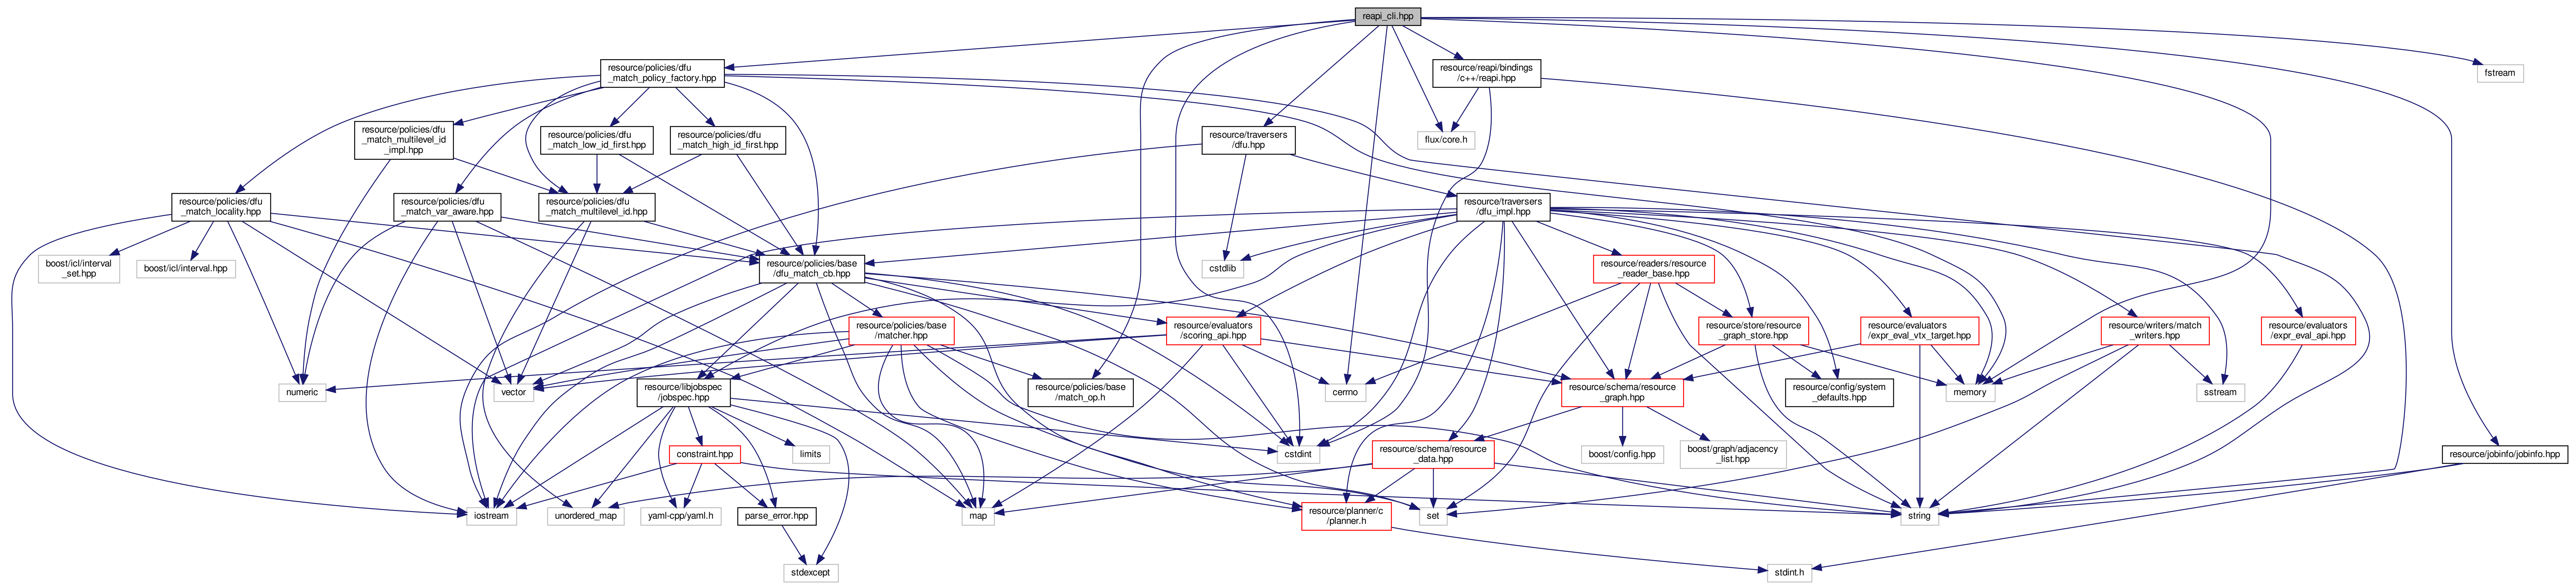 reapi_cli.hpp
resource/policies/dfu
_match_policy_factory.hpp
resource/reapi/bindings
/c++/reapi.hpp
fstream
resource/policies/dfu
_match_multilevel_id
_impl.hpp
resource/policies/dfu
_match_low_id_first.hpp
resource/policies/dfu
_match_high_id_first.hpp
resource/traversers
/dfu.hpp
flux/core.h
resource/policies/dfu
_match_locality.hpp
resource/policies/dfu
_match_var_aware.hpp
resource/policies/dfu
_match_multilevel_id.hpp
resource/traversers
/dfu_impl.hpp
boost/icl/interval
_set.hpp
boost/icl/interval.hpp
resource/policies/base
/dfu_match_cb.hpp
cstdlib
resource/readers/resource
_reader_base.hpp
resource/policies/base
/matcher.hpp
resource/evaluators
/scoring_api.hpp
resource/store/resource
_graph_store.hpp
resource/evaluators
/expr_eval_vtx_target.hpp
resource/writers/match
_writers.hpp
resource/evaluators
/expr_eval_api.hpp
numeric
vector
resource/libjobspec
/jobspec.hpp
resource/policies/base
/match_op.h
cerrno
resource/schema/resource
_graph.hpp
resource/config/system
_defaults.hpp
memory
sstream
constraint.hpp
limits
cstdint
resource/schema/resource
_data.hpp
boost/config.hpp
boost/graph/adjacency
_list.hpp
resource/jobinfo/jobinfo.hpp
iostream
unordered_map
yaml-cpp/yaml.h
parse_error.hpp
map
resource/planner/c
/planner.h
set
string
stdexcept
stdint.h